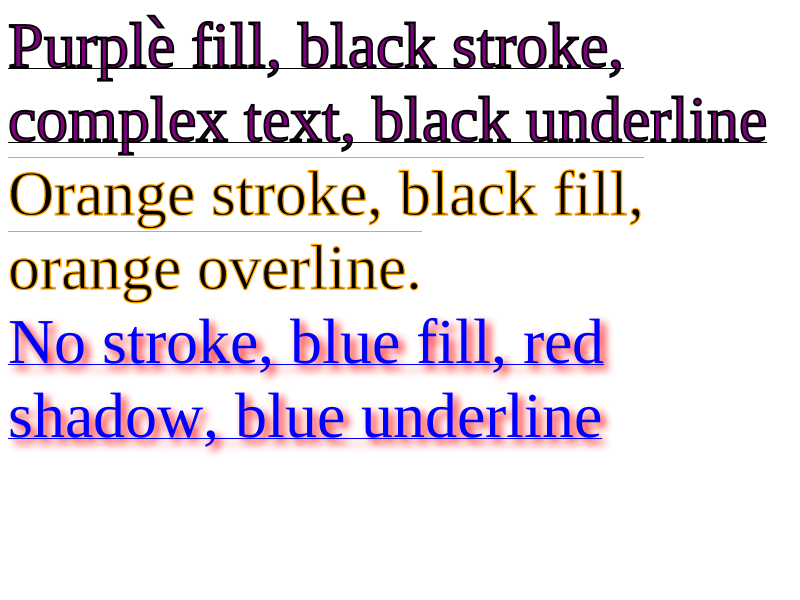 Purplè fill, black stroke,
complex text, black underline
Orange stroke, black fill,
orange overline.
No stroke, blue fill, red
shadow, blue underline